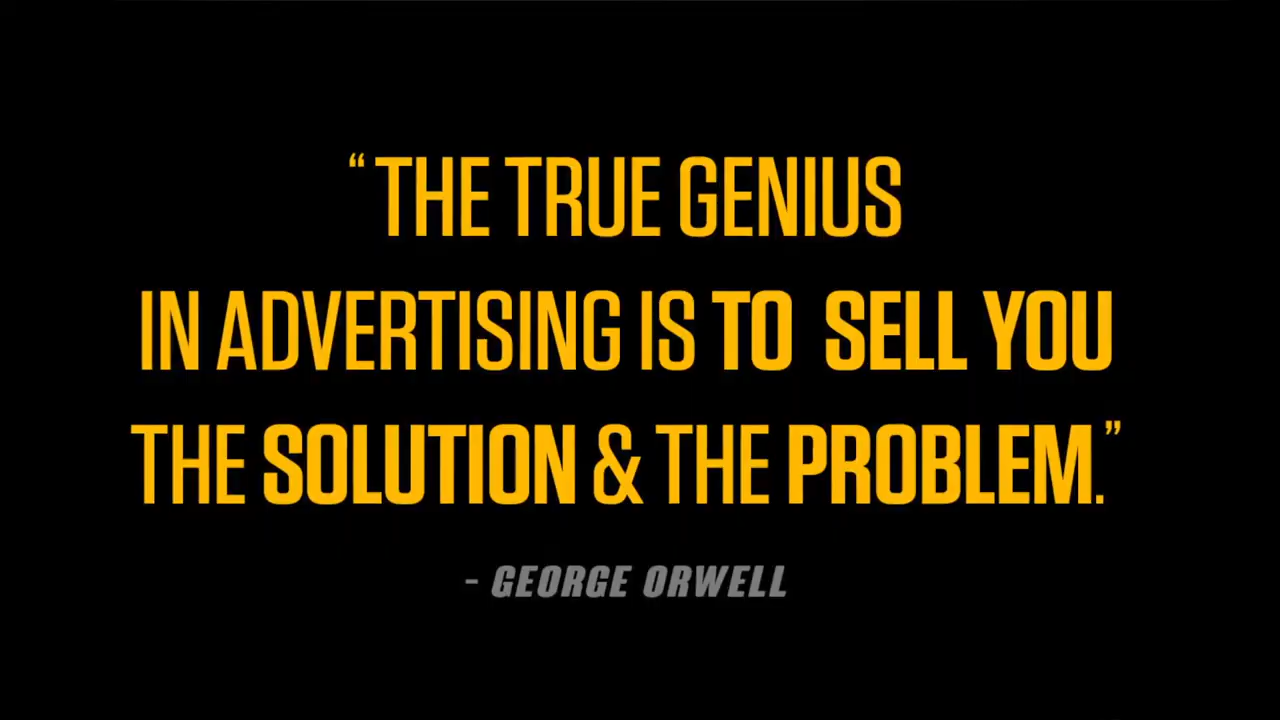 “THE TRUE GENIUS
IN ADVERTISING IS TO SELL YOU
THE SOLUTION & THE PROBLEM.”
- GEORGE ORWELL